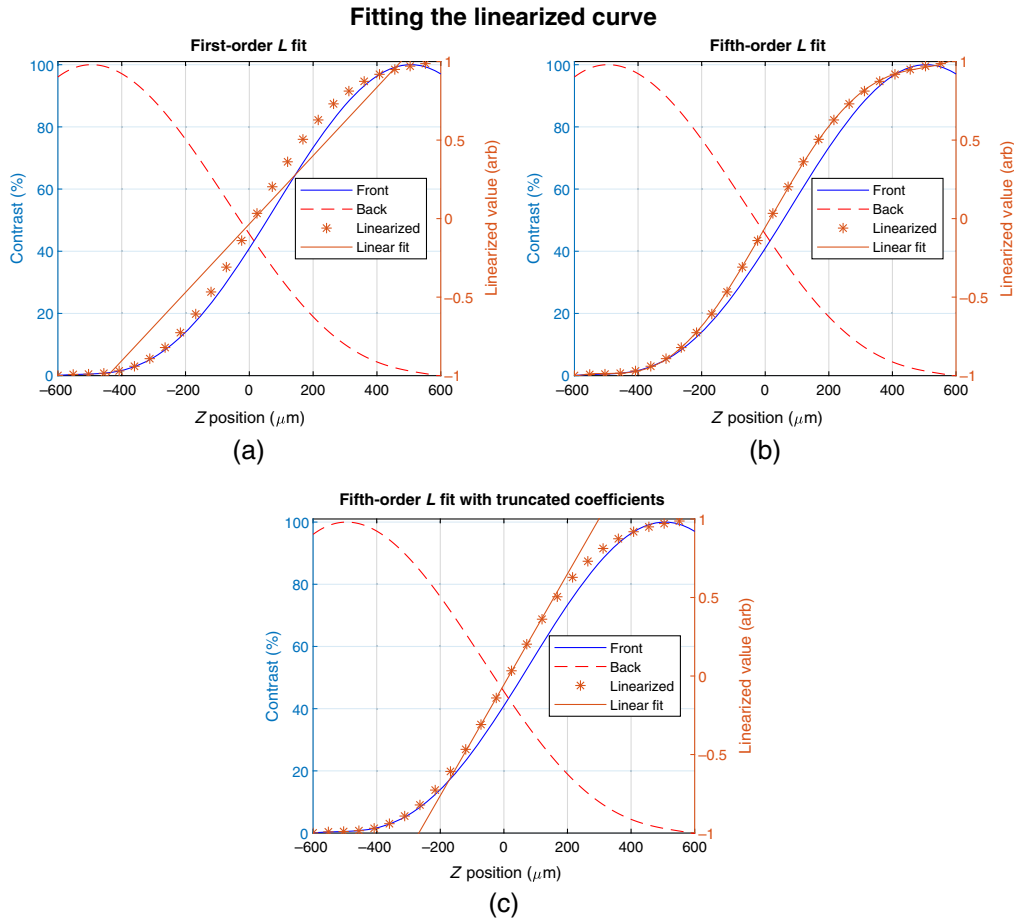 Fitting the linearized curve
First-order L fit
100
80
60
40
20
0
Contrast (%)
1
0.5
0
−0.5
−1
Linearized value (arb)
Front
Back
Linearized
Linear fit
−600 −400 −200 0 200 400 600
Z position (μm)
(a)
Fifth-order L fit
100
80
60
40
20
0
Contrast (%)
1
0.5
0
−0.5
−1
Linearized value (arb)
Front
Back
Linearized
Linear fit
−600 −400 −200 0 200 400 600
Z position (μm)
(b)
Fifth-order L fit with truncated coefficients
100
80
60
40
20
0
Contrast (%)
1
0.5
0
−0.5
−1
Linearized value (arb)
Front
Back
Linearized
Linear fit
−600 −400 −200 0 200 400 600
Z position (μm)
(c)